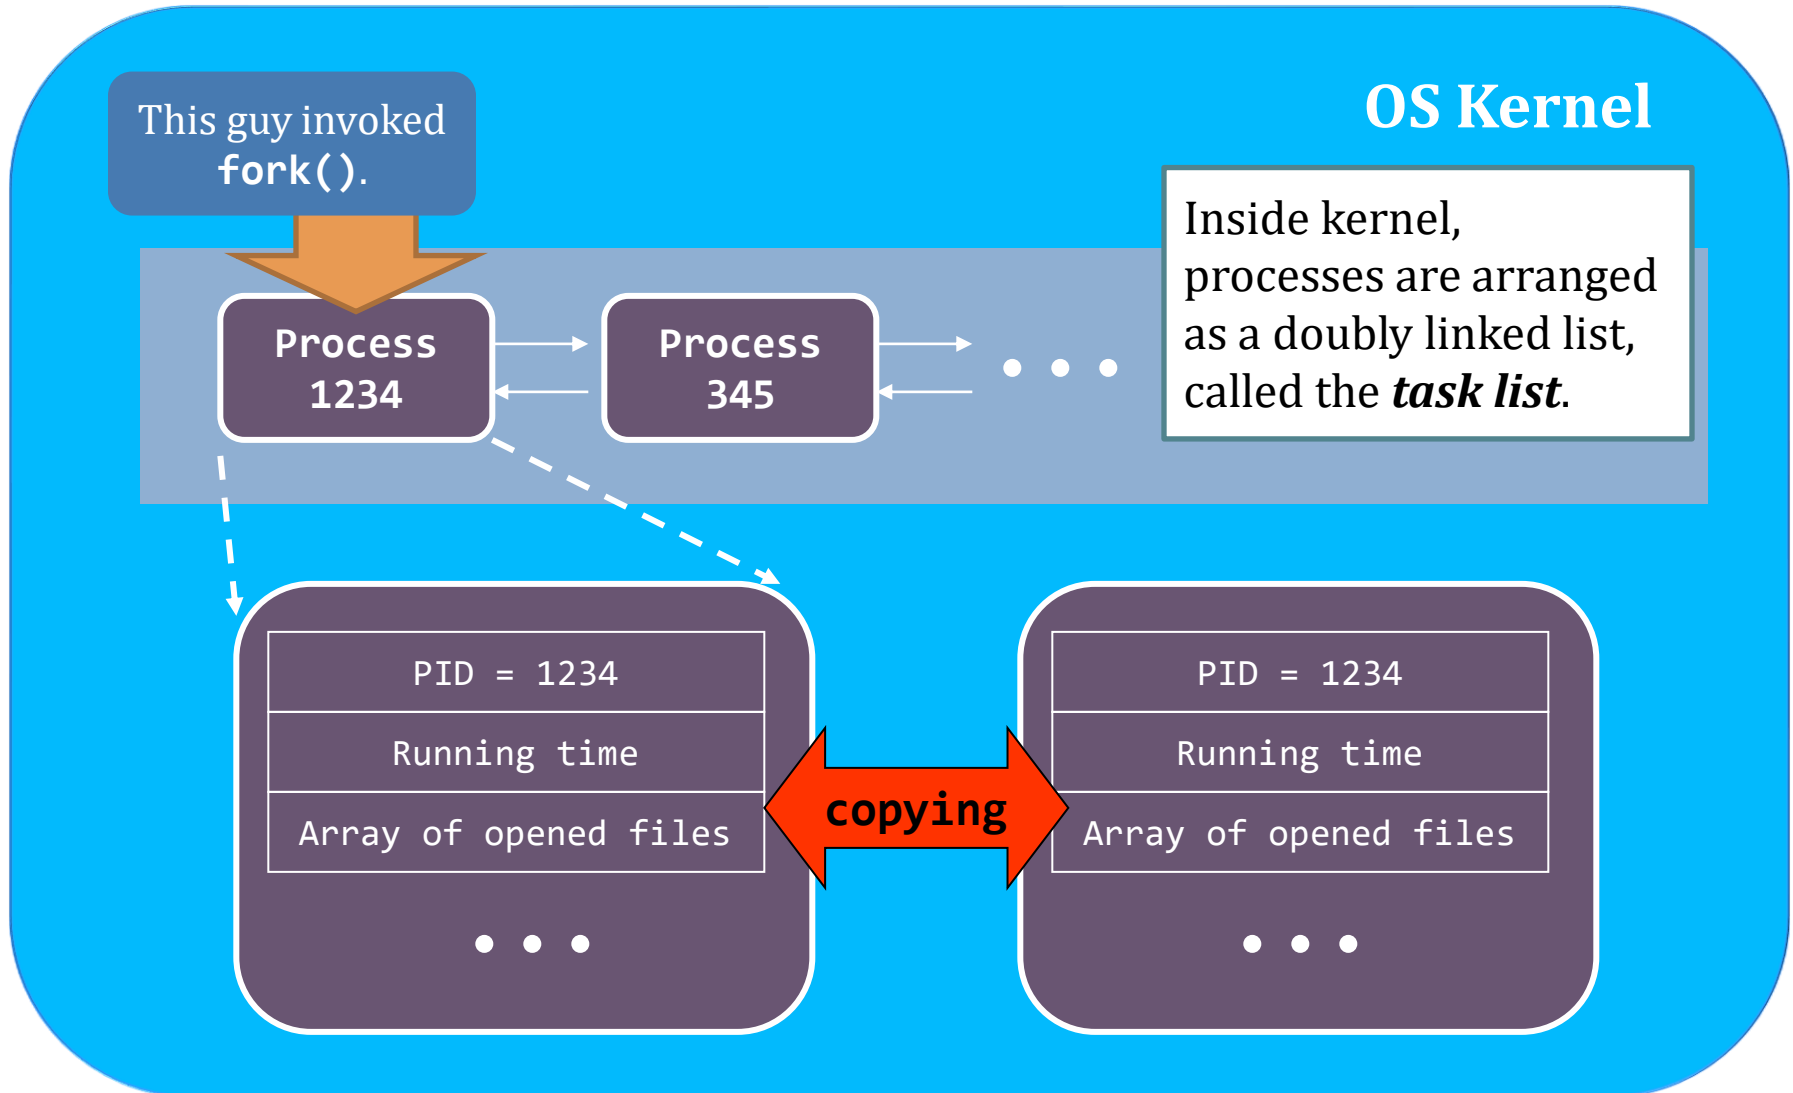 OS Kernel
This guy invoked
fork().
Inside kernel,
processes are arranged
as a doubly linked list,
called the task list.
Process
1234
Process
345
PID = 1234
Running time
Array of opened files
copying
PID = 1234
Running time
Array of opened files